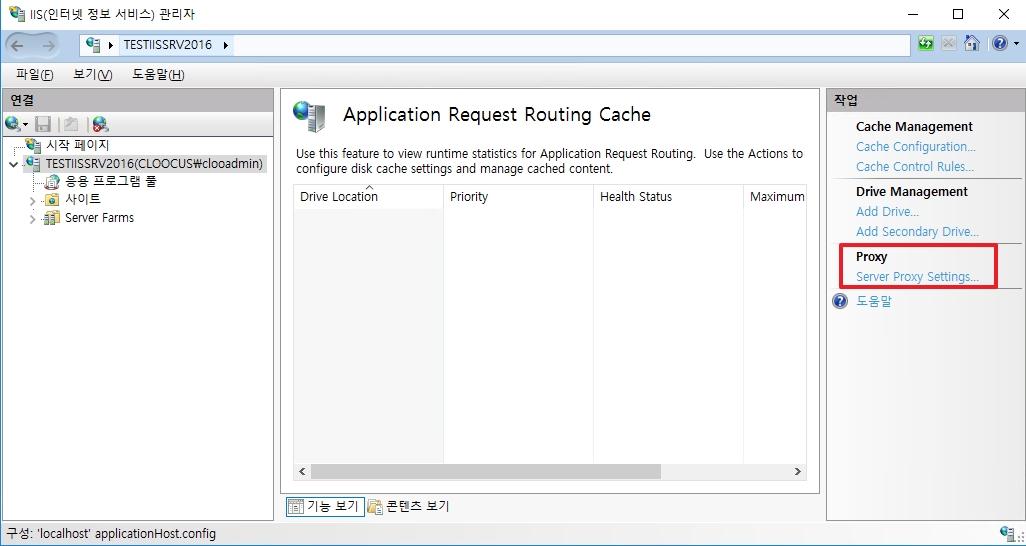 IIS(인터넷 정보 서비스) 관리자
TESTIISSRV2016
파일(F) 보기(V) 도움말(H)
연결
시작 페이지
TESTIISSRV2016(CLOOCUS₩clooadmin)
응용 프로그램 풀
사이트
Server Farms
Application Request Routing Cache
Use this feature to view runtime statistics for Application Request Routing. Use the Actions to
configure disk cache settings and manage cached content.
Drive Location Priority Health Status Maximum
기능 보기 콘텐츠 보기
작업
Cache Management
Cache Configuration...
Cache Control Rules...
Drive Management
Add Drive...
Add Secondary Drive...
Proxy
Server Proxy Settings...
도움말
구성: 'localhost' applicationHost.config